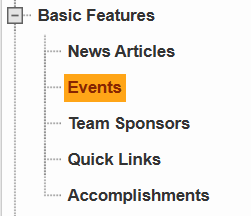 Basic Features
News Articles
Events
Team Sponsors
Quick Links
Accomplishments